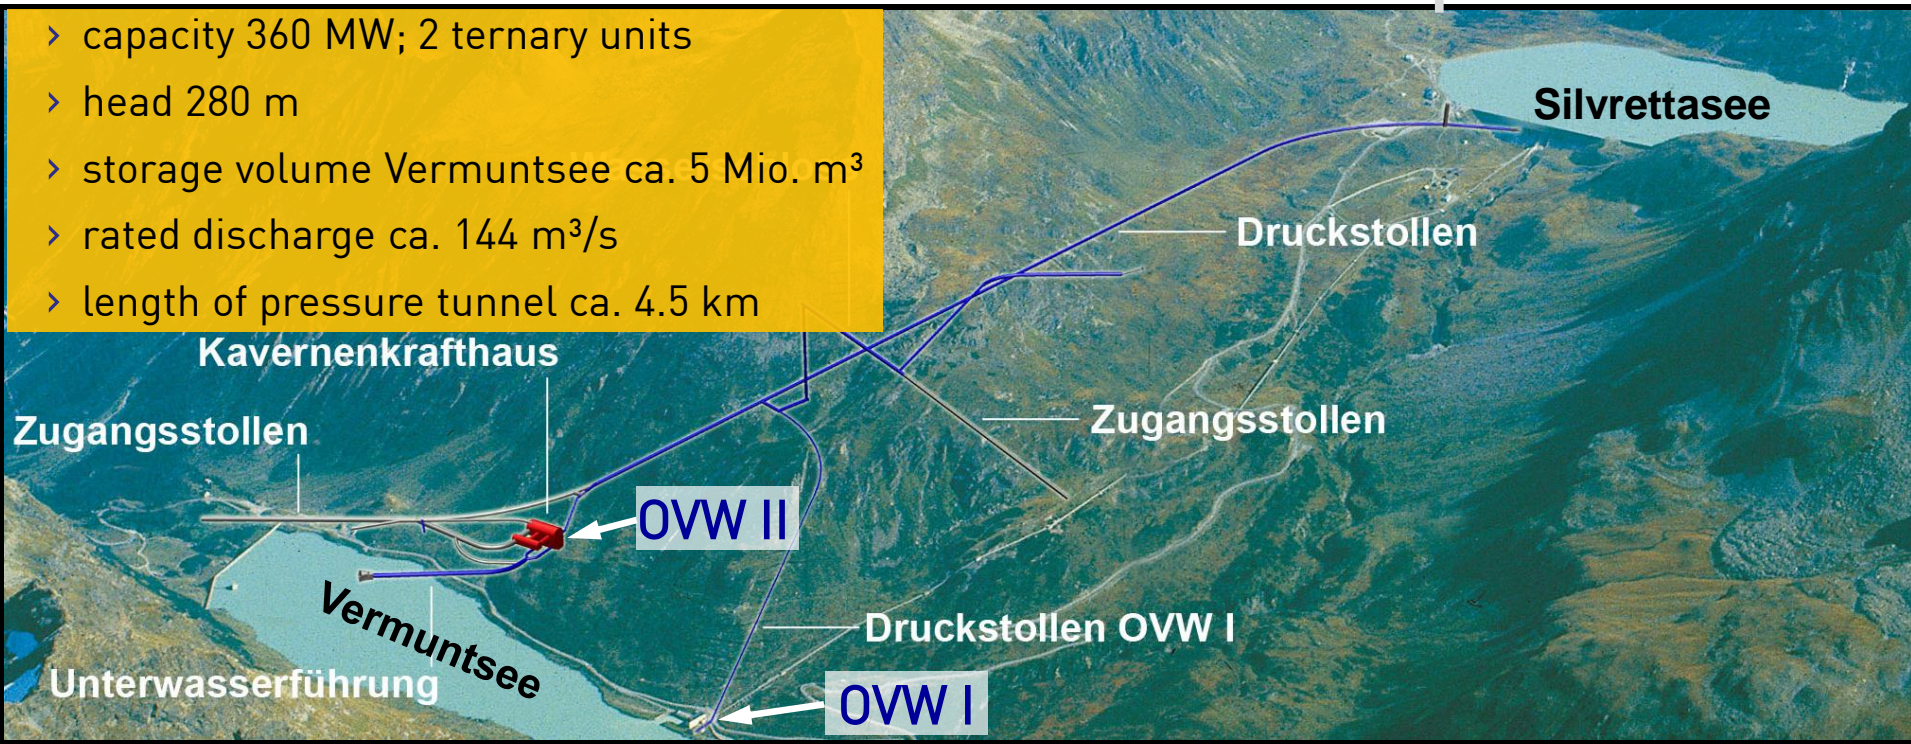 › capacity 360 MW; 2 ternary units
› head 280 m
› storage volume Vermuntsee ca. 5 Mio. m³
› rated discharge ca. 144 m³/s
› length of pressure tunnel ca. 4.5 km
Silvrettasee
Druckstollen
Kavernenkrafthaus
Zugangsstollen
Zugangsstollen
OVW II
Vermuntsee
Druckstollen OVW I
Unterwasserführung
OVW I